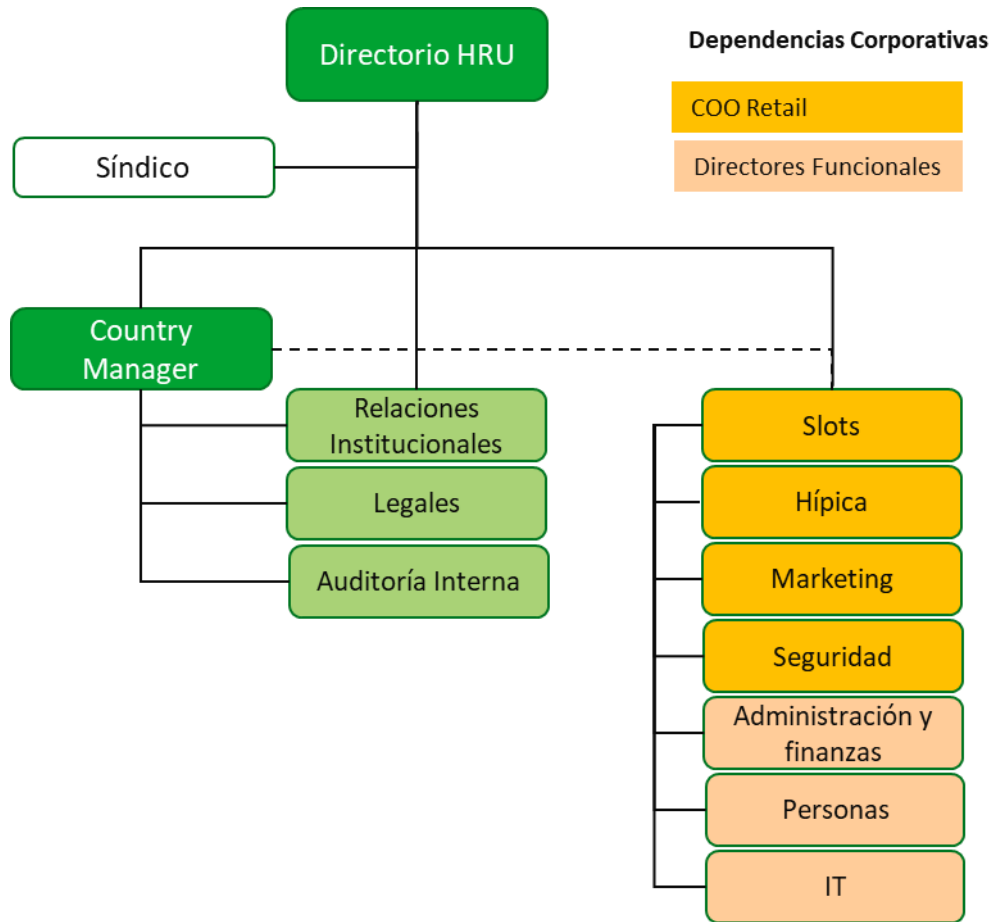 Directorio HRU
Dependencias Corporativas
COO Retail
Directores Funcionales
Síndico
Country
Manager
Relaciones
Institucionales
Legales
Auditoría Interna
Slots
Hípica
Marketing
Seguridad
Administración y
finanzas
Personas
IT